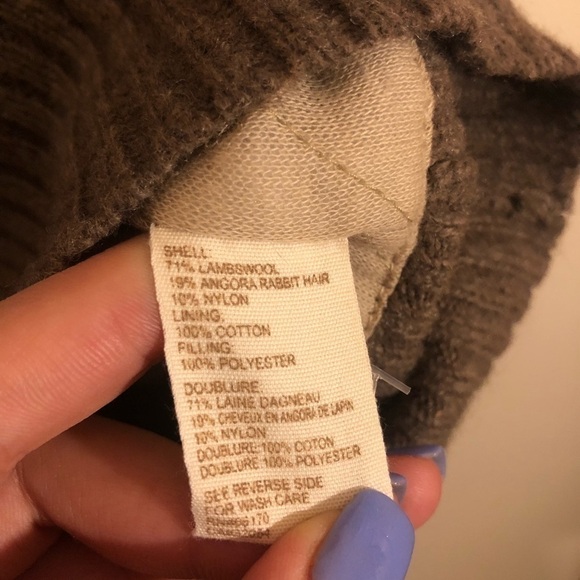 SHELL:
71% LAMBSWOOL
19% ANGORA RABBIT HAIR
10% NYLON
LINING:
100% COTTON
FILLING:
100% POLYESTER
DOUBLURE:
71% LAINE DAGNEAU
19% CHEVEUX EN ANGORA DE LAPIN
10% NYLON
DOUBLURE:100% COTON
DOUBLURE:100% POLYESTER
SEE REVERSE SIDE
FOR WASH CARE